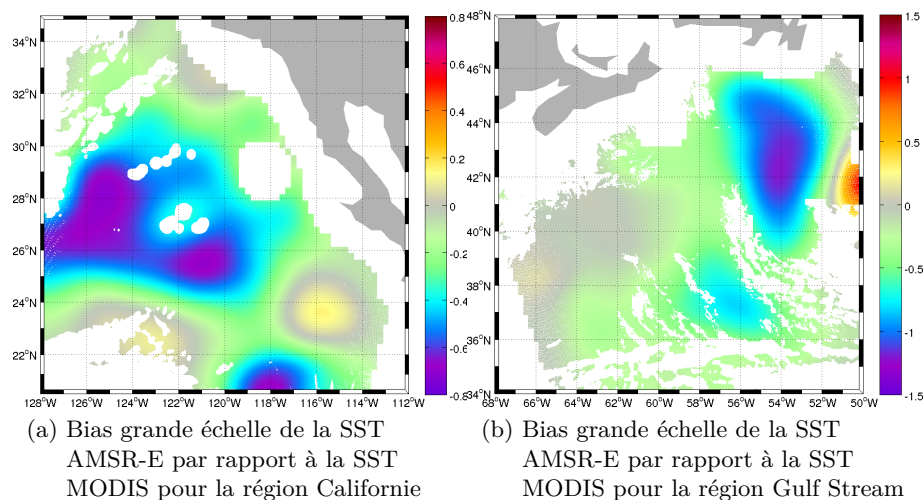 34°N
32°N
30°N
28°N
26°N
24°N
22°N
128°W 126°W 124°W 122°W 120°W 118°W 116°W 114°W 112°W
0.8
0.6
0.4
0.2
0
-0.2
-0.4
-0.6
-0.8
48°N
46°N
44°N
42°N
40°N
38°N
36°N
34°N
68°W 66°W 64°W 62°W 60°W 58°W 56°W 54°W 52°W 50°W
1.5
1
0.5
0
-0.5
-1
-1.5
(a) Bias grande échelle de la SST
AMSR-E par rapport à la SST
MODIS pour la région Californie
(b) Bias grande échelle de la SST
AMSR-E par rapport à la SST
MODIS pour la région Gulf Stream